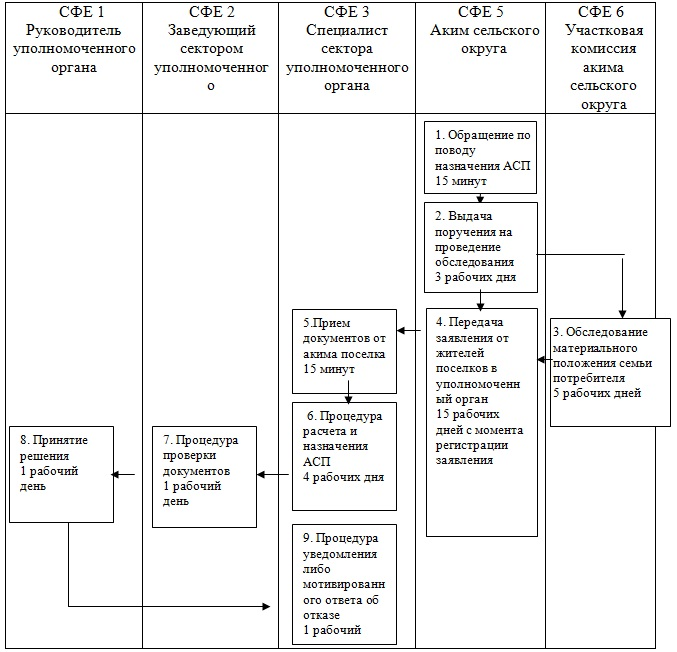 СФЕ 1
Руководитель
уполномоченного
органа
СФЕ 2
Заведующий
сектором
уполномоченног
о
СФЕ 3
Специалист
сектора
уполномоченного
органа
СФЕ 5
Аким сельского
округа
СФЕ 6
Участковая
комиссия
акима
сельского
округа
1. Обращение по
поводу
назначения АСП
15 минут
2. Выдача
поручения на
проведение
обследования
3 рабочих дня
3. Обследование
материального
положения семьи
потребителя
5 рабочих дней
4. Передача
заявления от
жителей
поселков в
уполномочен
ный орган
15 рабочих
дней с момента
регистрации
заявления
5.Прием
документов от
акима поселка
15 минут
6. Процедура
расчета и
назначения
АСП
4 рабочих дня
7. Процедура
проверки
документов
1 рабочий
день
8. Принятие
решения
1 рабочий
день
9. Процедура
уведомления
либо
мотивированн
ого ответа об
отказе
1 рабочий